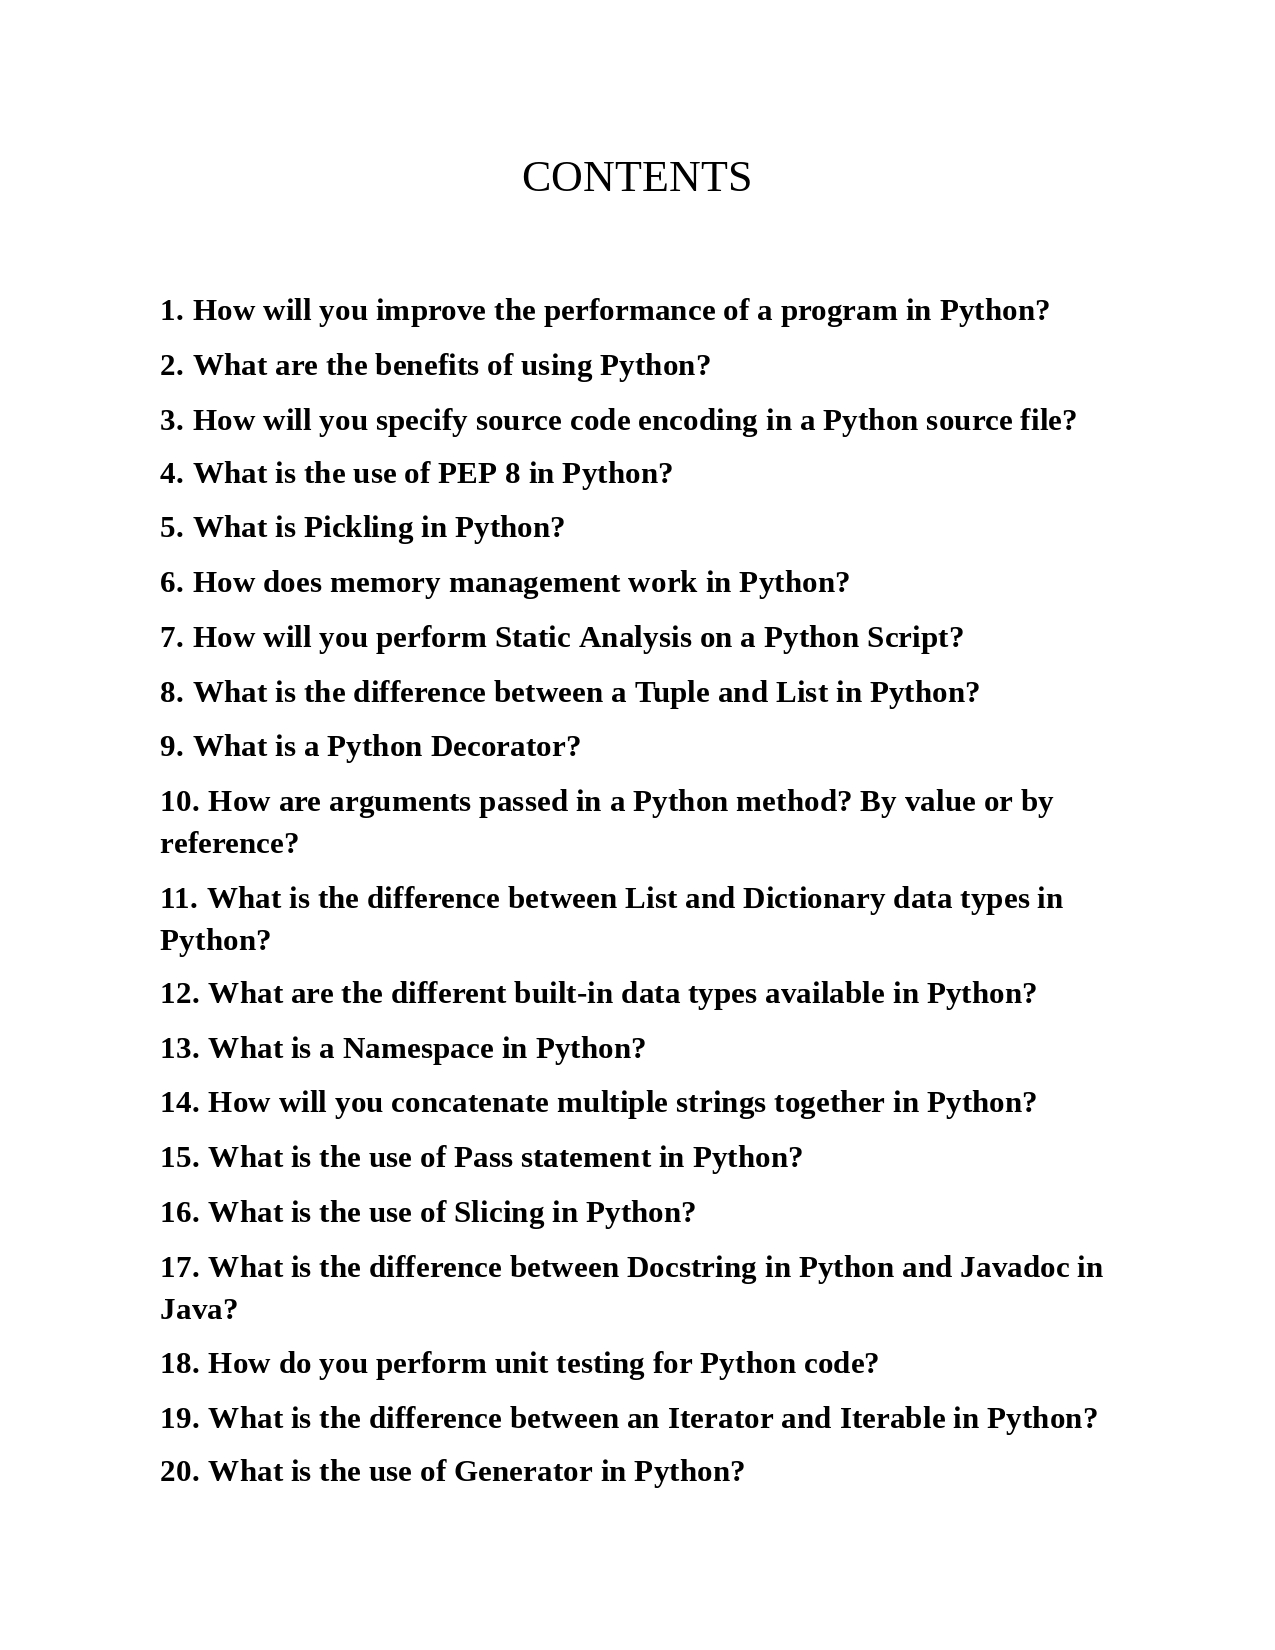 CONTENTS
1. How will you improve the performance of a program in Python?
2. What are the benefits of using Python?
3. How will you specify source code encoding in a Python source file?
4. What is the use of PEP 8 in Python?
5. What is Pickling in Python?
6. How does memory management work in Python?
7. How will you perform Static Analysis on a Python Script?
8. What is the difference between a Tuple and List in Python?
9. What is a Python Decorator?
10. How are arguments passed in a Python method? By value or by
reference?
11. What is the difference between List and Dictionary data types in
Python?
12. What are the different built-in data types available in Python?
13. What is a Namespace in Python?
14. How will you concatenate multiple strings together in Python?
15. What is the use of Pass statement in Python?
16. What is the use of Slicing in Python?
17. What is the difference between Docstring in Python and Javadoc in
Java?
18. How do you perform unit testing for Python code?
19. What is the difference between an Iterator and Iterable in Python?
20. What is the use of Generator in Python?